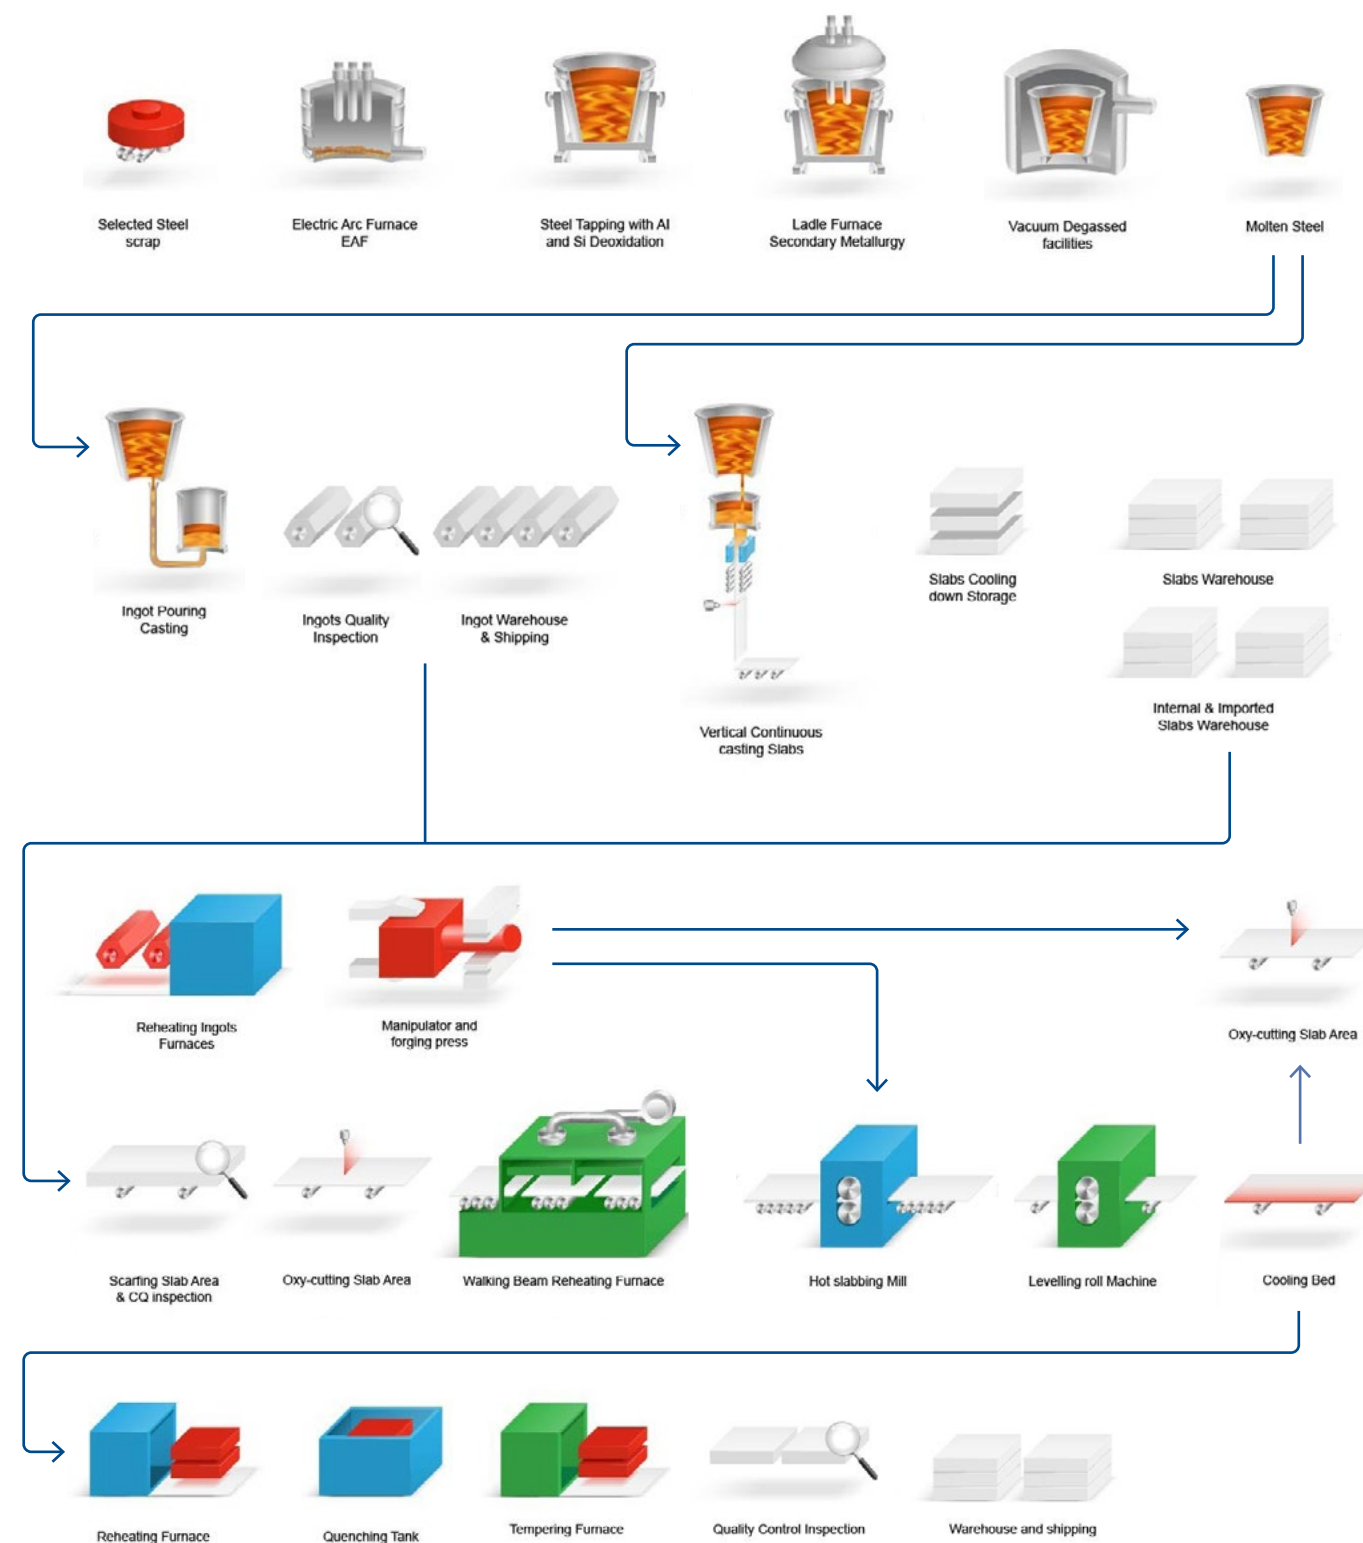 Selected Steel
scrap
Electric Arc Furnace
EAF
Steel Tapping with Al
and Si Deoxidation
Ladle Furnace
Secondary Metallurgy
Vacuum Degassed
facilities
Molten Steel
Ingot Pouring
Casting
Ingots Quality
Inspection
Ingot Warehouse
& Shipping
Vertical Continuous
casting Slabs
Slabs Cooling
down Storage
Slabs Warehouse
Internal & Imported
Slabs Warehouse
Reheating Ingots
Furnaces
Manipulator and
forging press
Oxy-cutting Slab Area
Scarfing Slab Area
& CQ inspection
Oxy-cutting Slab Area
Walking Beam Reheating Furnace
Hot slabbing Mill
Levelling roll Machine
Cooling Bed
Reheating Furnace
Quenching Tank
Tempering Furnace
Quality Control Inspection
Warehouse and shipping